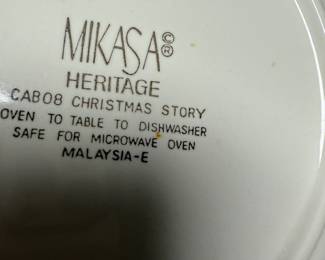 MIKASA©®
HERITAGE
CAB08 CHRISTMAS STORY
OVEN TO TABLE TO DISHWASHER
SAFE FOR MICROWAVE OVEN
MALAYSIA-E